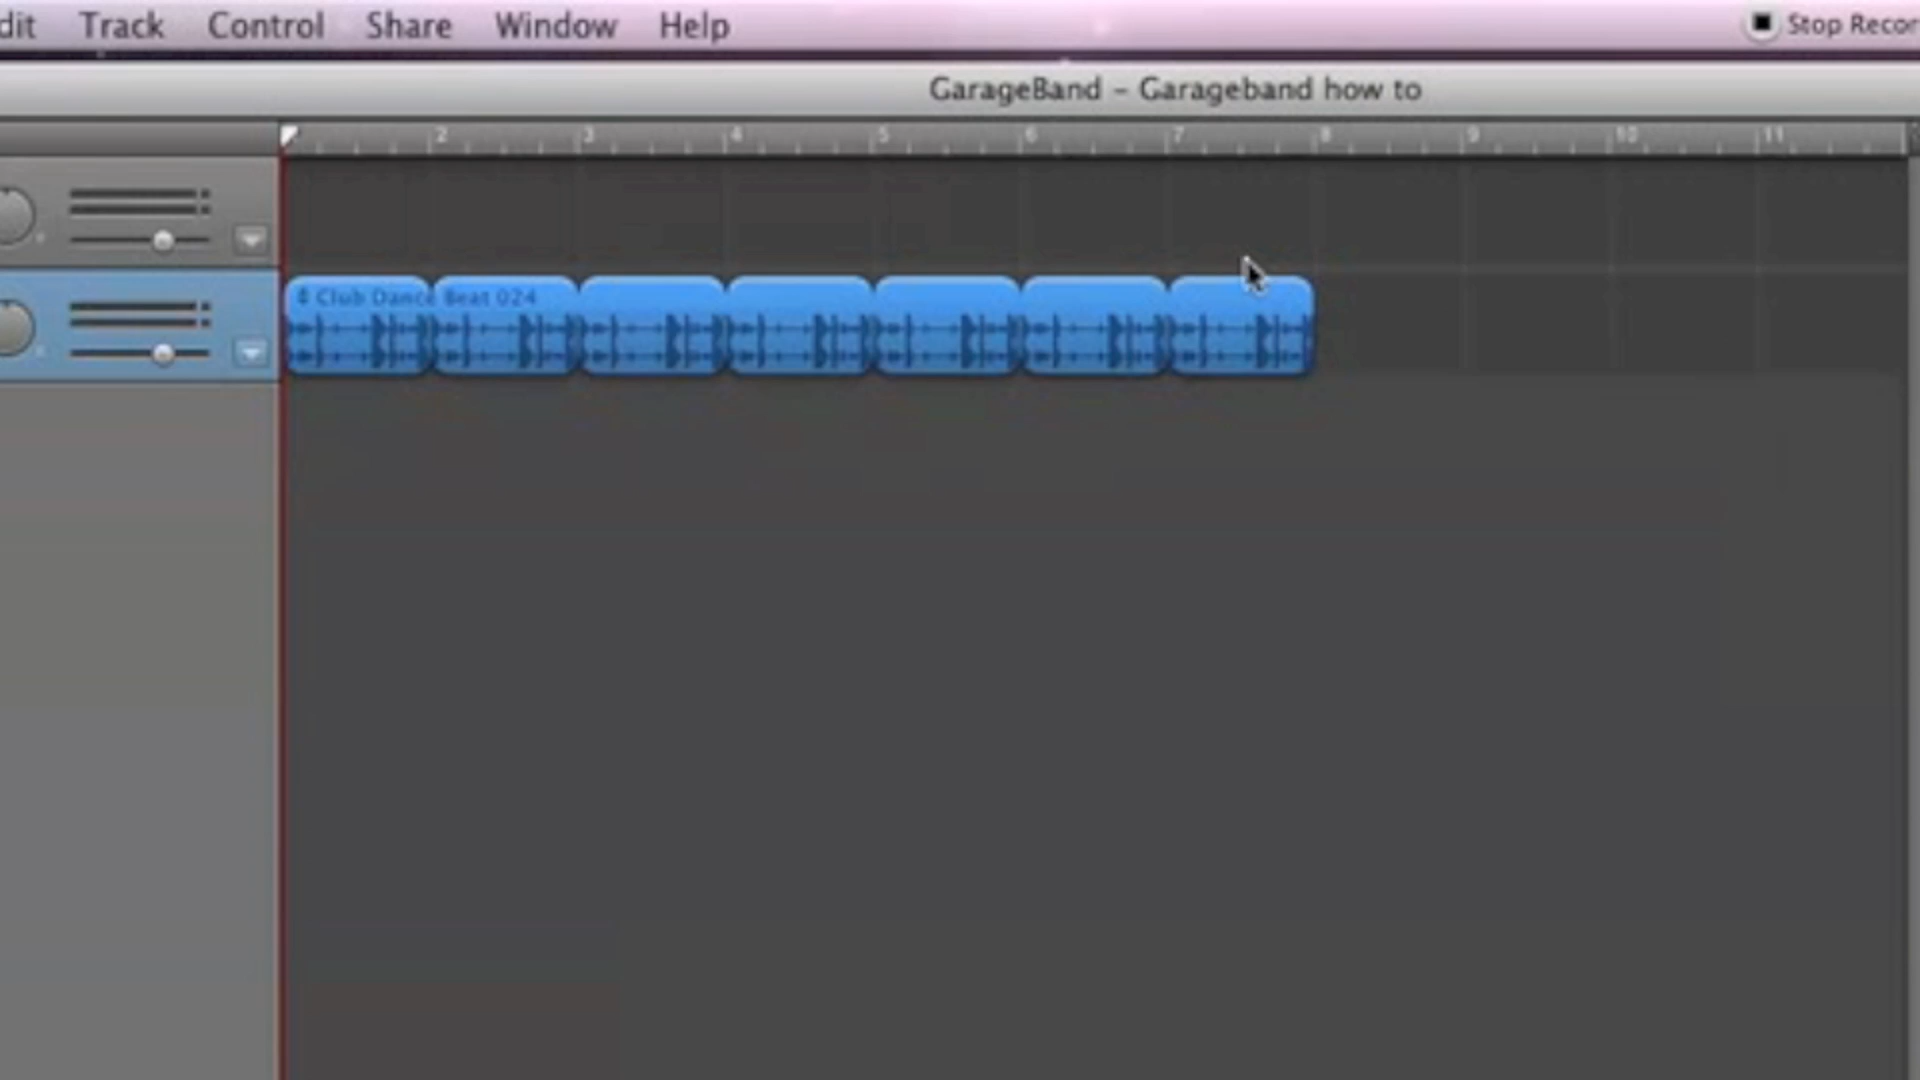 dit Track Control Share Window Help Stop Recor
GarageBand - Garageband how to
2 3 4 5 6 7 8 9 10 11
Club Dance Beat 024